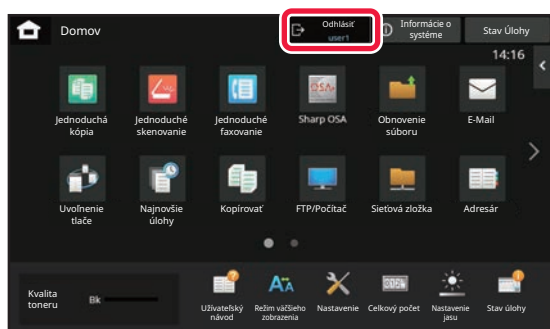 Domov
Odhlásiť
user1
Informácie o
systéme
Stav Úlohy
14:16
Jednoduchá
kópia
Jednoduché
skenovanie
Jednoduché
faxovanie
Sharp OSA
Obnovenie
súboru
E-Mail
Uvoľnenie
tlače
Najnovšie
úlohy
Kopírovať
FTP/Počítač
Sieťová zložka
Adresár
Kvalita
toneru
Bk
Užívateľský
návod
Režim väčšieho
zobrazenia
Nastavenie
Celkový počet
Nastavenie
jasu
Stav úlohy